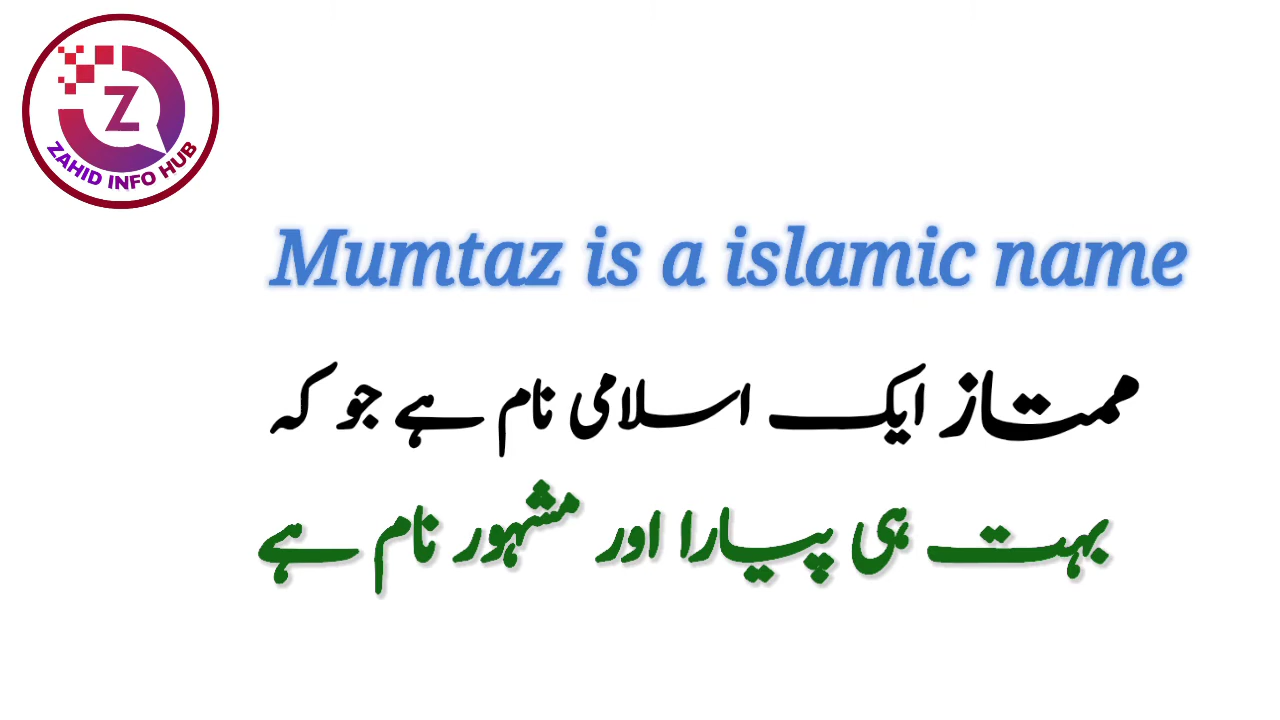 Z
ZAHID INFO HUB
Mumtaz is a islamic name
ممتاز ایک اسلامی نام ہے جو کہ
بہت ہی پیارا اور مشہور نام ہے